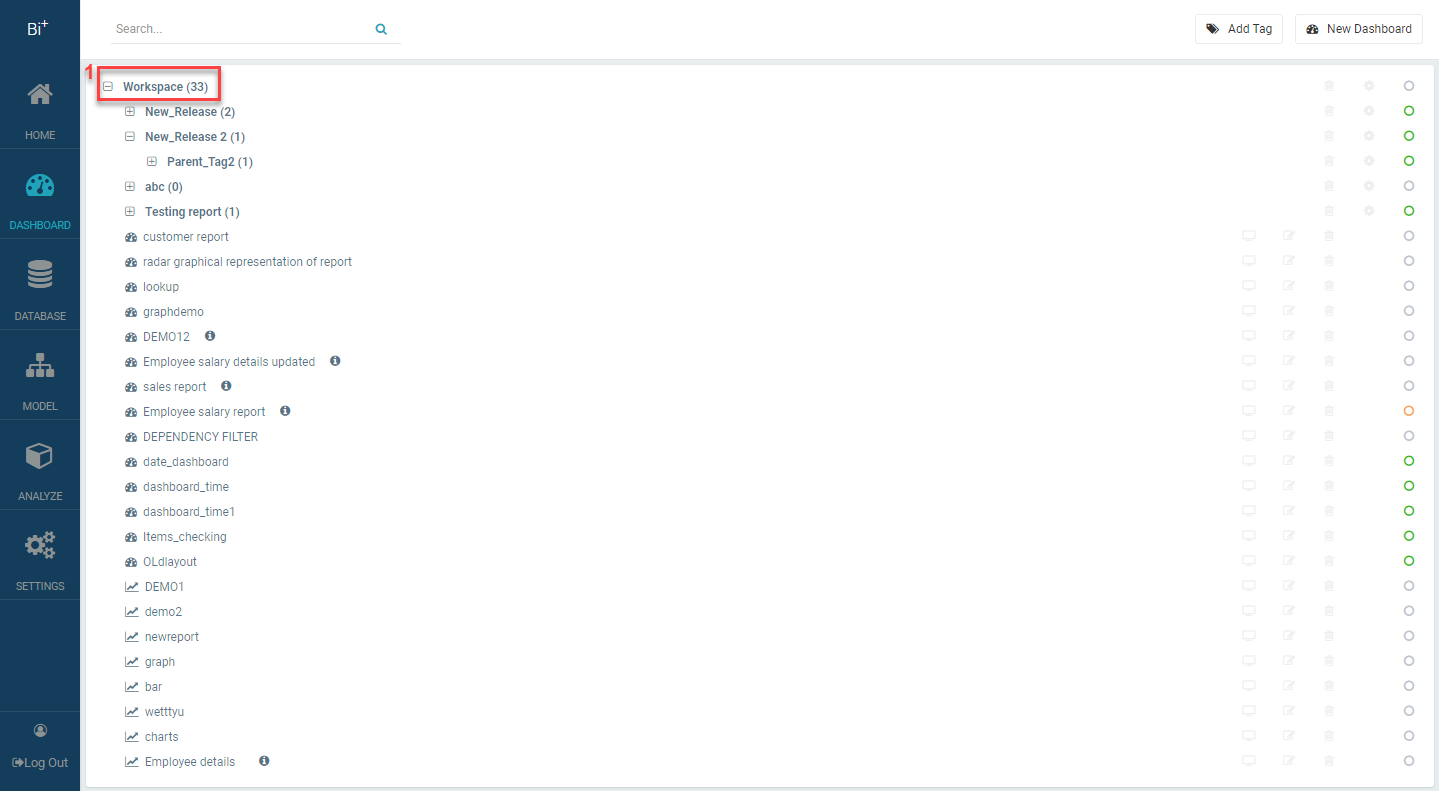 Bi+
Search...
Add Tag
New Dashboard
1
Workspace (33)
New_Release (2)
New_Release 2 (1)
Parent_Tag2 (1)
abc (0)
Testing report (1)
customer report
radar graphical representation of report
lookup
graphdemo
DEMO12
Employee salary details updated
sales report
Employee salary report
DEPENDENCY FILTER
date_dashboard
dashboard_time
dashboard_time1
Items_checking
OLdlayout
DEMO1
demo2
newreport
graph
bar
wetttyu
charts
Employee details
HOME
DASHBOARD
DATABASE
MODEL
ANALYZE
SETTINGS
Log Out